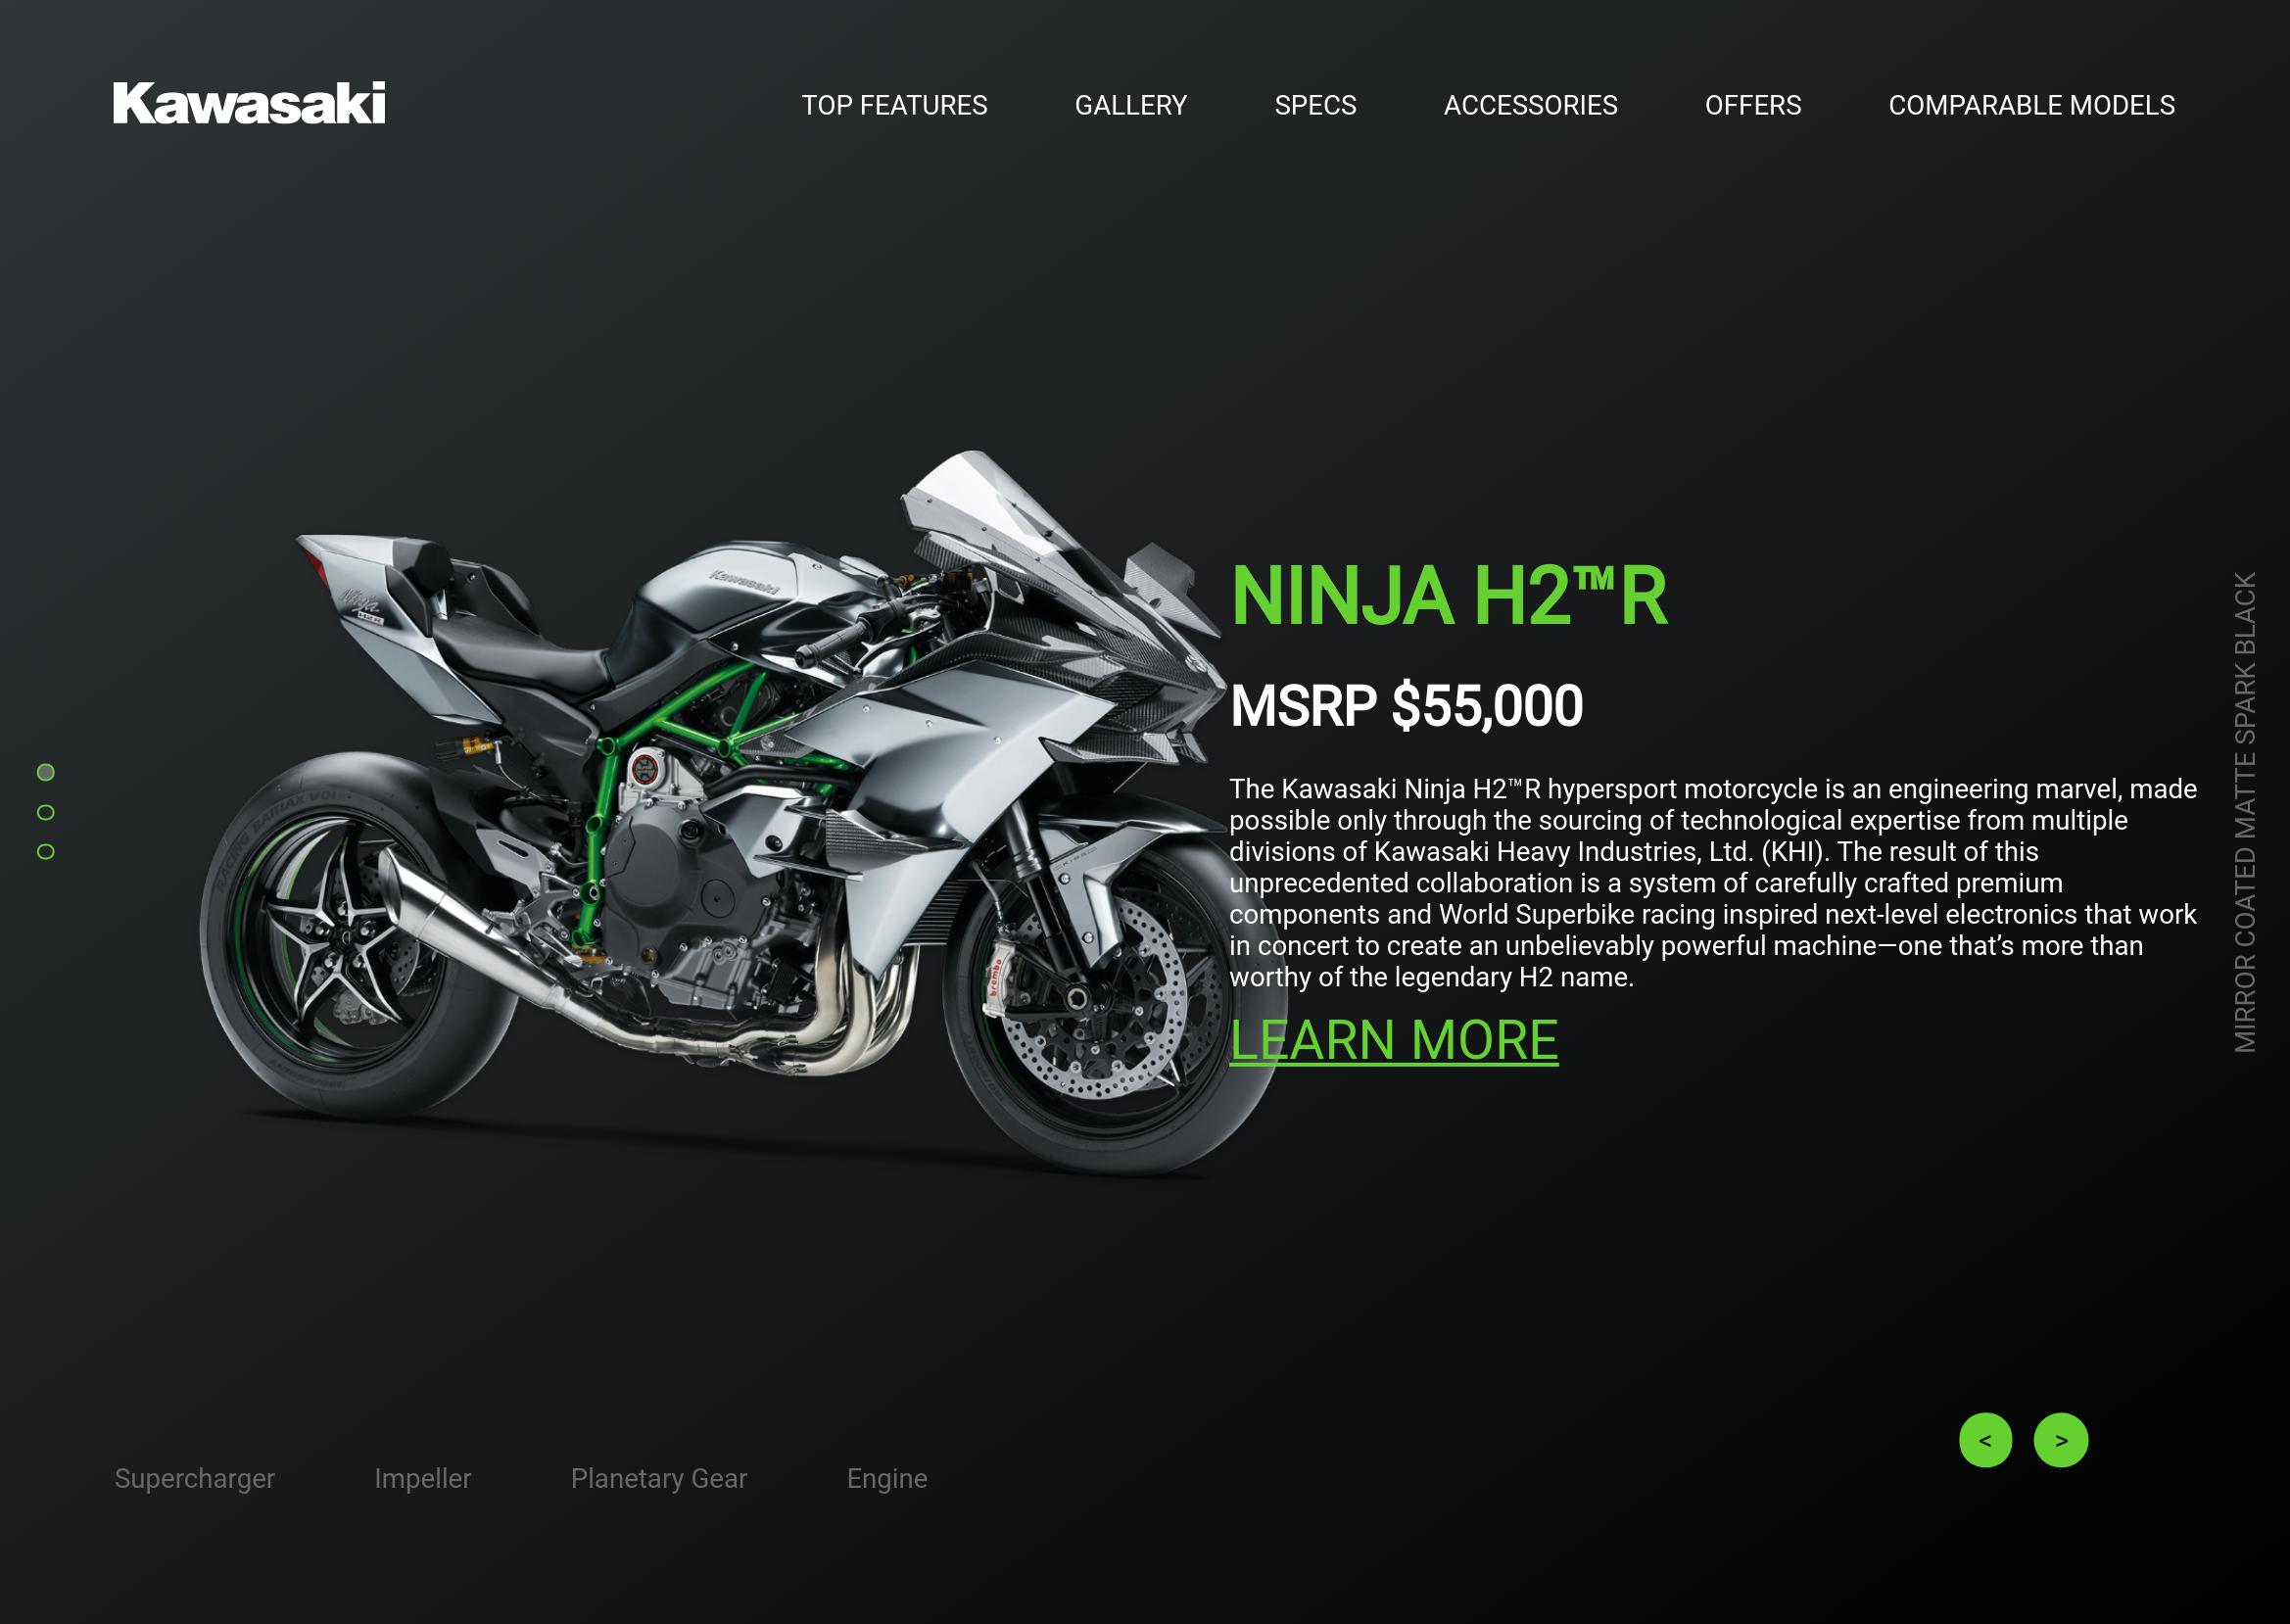 Kawasaki
TOP FEATURES
GALLERY
SPECS
ACCESSORIES
OFFERS
COMPARABLE MODELS
Kawasaki
Ninja
brembo
NINJA H2™R
MSRP $55,000
The Kawasaki Ninja H2™R hypersport motorcycle is an engineering marvel, made
possible only through the sourcing of technological expertise from multiple
divisions of Kawasaki Heavy Industries, Ltd. (KHI). The result of this
unprecedented collaboration is a system of carefully crafted premium
components and World Superbike racing inspired next-level electronics that work
in concert to create an unbelievably powerful machine—one that’s more than
worthy of the legendary H2 name.
LEARN MORE
MIRROR COATED MATTE SPARK BLACK
Supercharger
Impeller
Planetary Gear
Engine
<
>